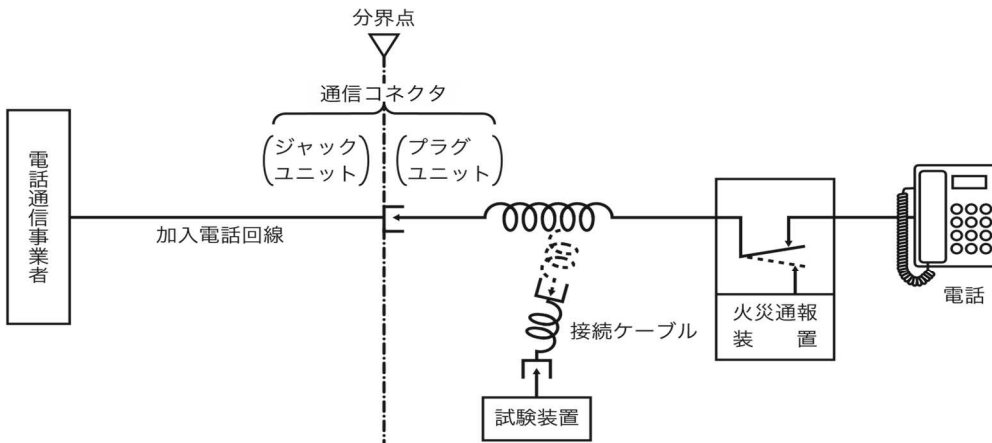 分界点
通信コネクタ
ジャック
ユニット
プラグ
ユニット
電話通信事業者
加入電話回線
接続ケーブル
試験装置
火災通報
装置
電話